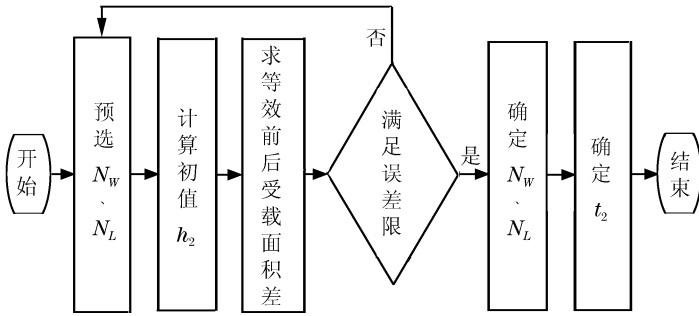 开始
预选 N_W、N_L
计算初值 h_2
求等效前后受载面积差
满足误差限
否
是
确定 N_W、N_L
确定 t_2
结束